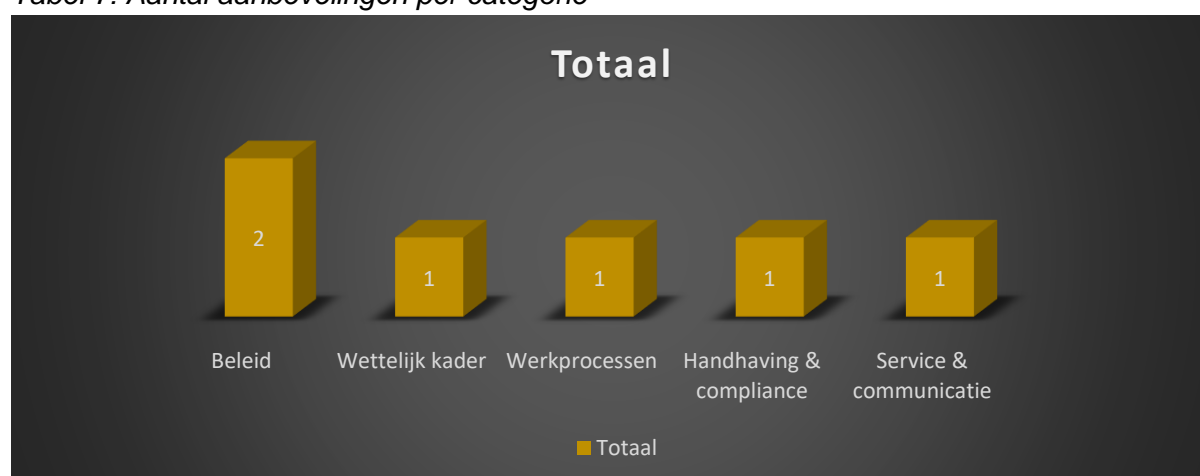 Tabel 7: Aantal aanbevelingen per categorie
Totaal
2
1
1
1
1
Beleid
Wettelijk kader
Werkprocessen
Handhaving &
compliance
Service &
communicatie
Totaal